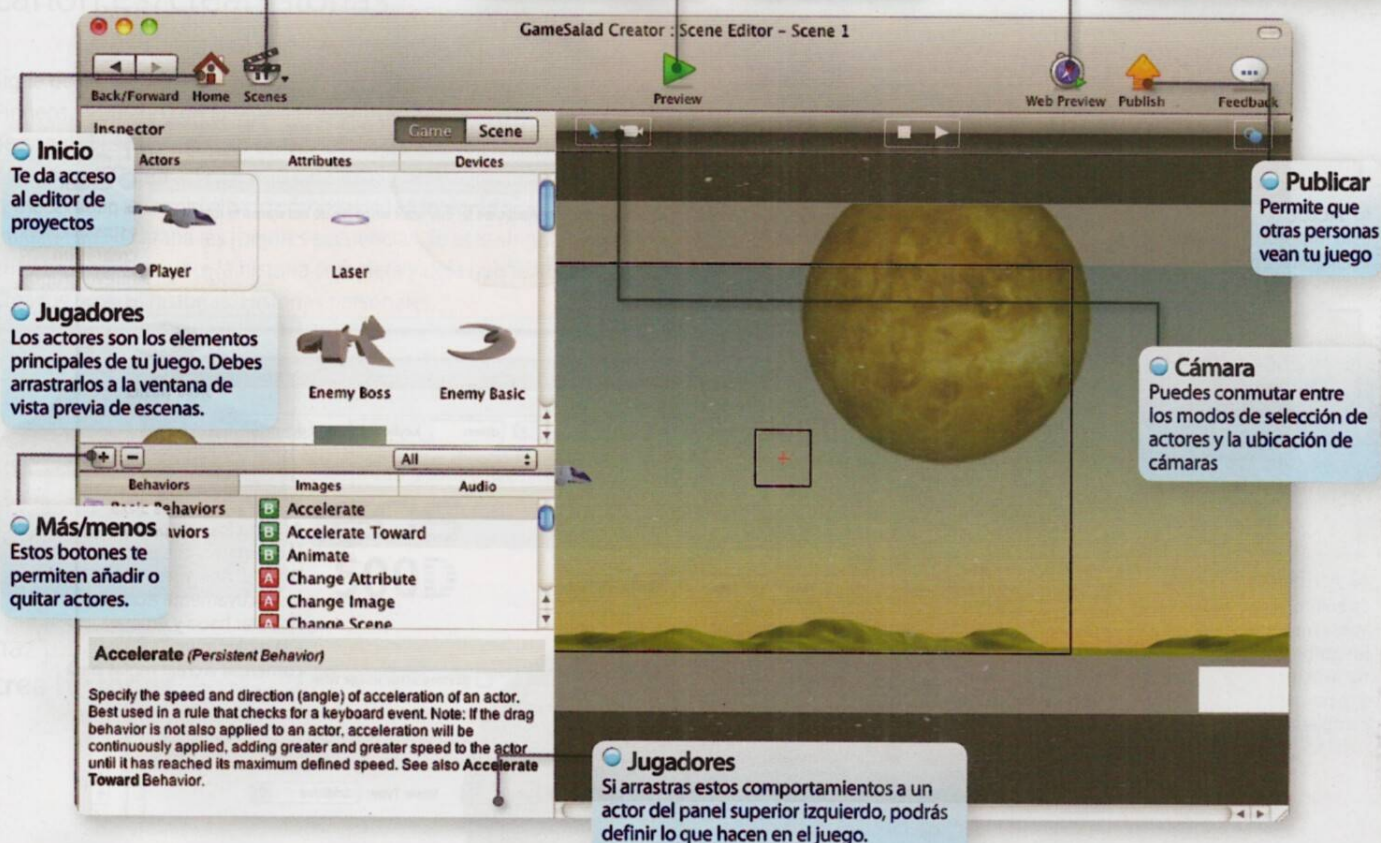 GameSalad Creator : Scene Editor – Scene 1
Back/Forward Home Scenes
Preview
Web Preview Publish Feedback
Inspector
Game Scene
Actors Attributes Devices
Inicio
Te da acceso
al editor de
proyectos
Player Laser
Jugadores
Los actores son los elementos
principales de tu juego. Debes
arrastrarlos a la ventana de
vista previa de escenas.
Enemy Boss Enemy Basic
Publicar
Permite que
otras personas
vean tu juego
Cámara
Puedes conmutar entre
los modos de selección de
actores y la ubicación de
cámaras
+ − All
Behaviors Images Audio
Behaviors
Más/menos
Estos botones te
permiten añadir o
quitar actores.
B Accelerate
B Accelerate Toward
B Animate
A Change Attribute
A Change Image
A Change Scene
Accelerate (Persistent Behavior)
Specify the speed and direction (angle) of acceleration of an actor.
Best used in a rule that checks for a keyboard event. Note: If the drag
behavior is not also applied to an actor, acceleration will be
continuously applied, adding greater and greater speed to the actor
until it has reached its maximum defined speed. See also Accelerate
Toward Behavior.
Jugadores
Si arrastras estos comportamientos a un
actor del panel superior izquierdo, podrás
definir lo que hacen en el juego.